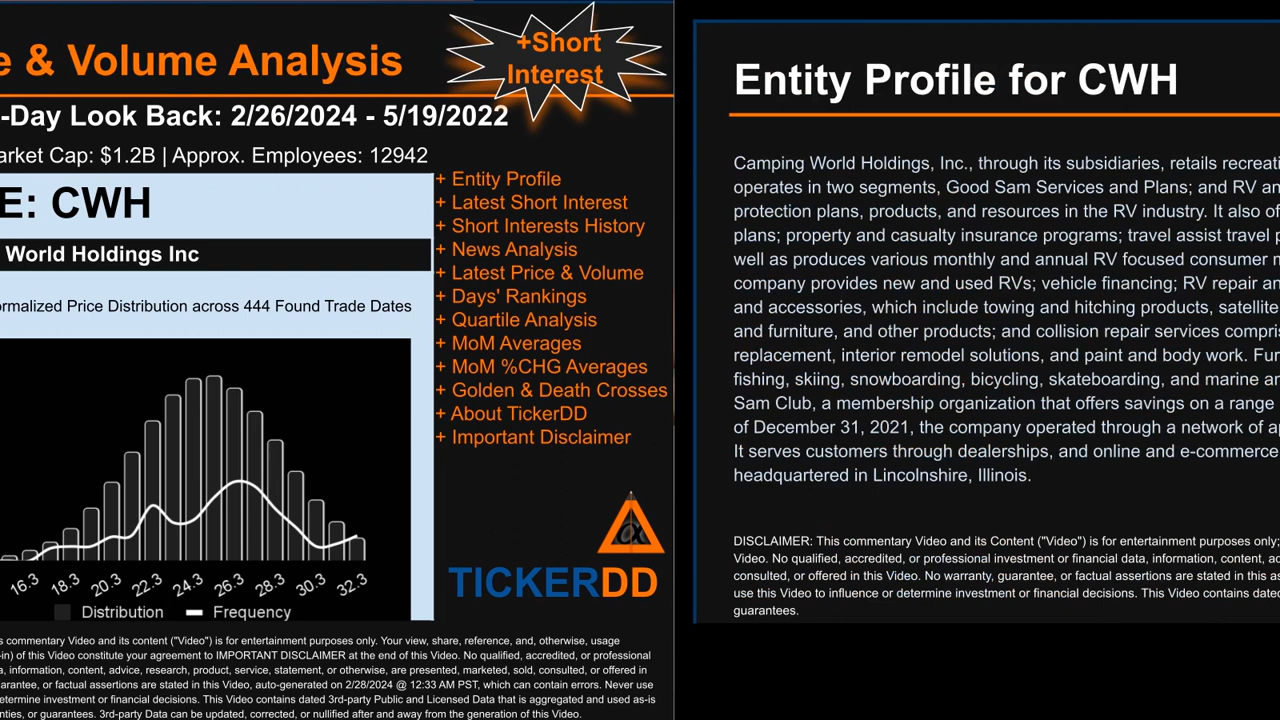 e & Volume Analysis
+Short
Interest
-Day Look Back: 2/26/2024 - 5/19/2022
arket Cap: $1.2B | Approx. Employees: 12942
E: CWH
World Holdings Inc
ormalized Price Distribution across 444 Found Trade Dates
16.3 18.3 20.3 22.3 24.3 26.3 28.3 30.3 32.3
Distribution Frequency
+ Entity Profile
+ Latest Short Interest
+ Short Interests History
+ News Analysis
+ Latest Price & Volume
+ Days' Rankings
+ Quartile Analysis
+ MoM Averages
+ MoM %CHG Averages
+ Golden & Death Crosses
+ About TickerDD
+ Important Disclaimer
TICKERDD
s commentary Video and its content ("Video") is for entertainment purposes only. Your view, share, reference, and, otherwise, usage
-in) of this Video constitute your agreement to IMPORTANT DISCLAIMER at the end of this Video. No qualified, accredited, or professional
a, information, content, advice, research, product, service, statement, or otherwise, are presented, marketed, sold, consulted, or offered in
arantee, or factual assertions are stated in this Video, auto-generated on 2/28/2024 @ 12:33 AM PST, which can contain errors. Never use
etermine investment or financial decisions. This Video contains dated 3rd-party Public and Licensed Data that is aggregated and used as-is
nties, or guarantees. 3rd-party Data can be updated, corrected, or nullified after and away from the generation of this Video.
Entity Profile for CWH
Camping World Holdings, Inc., through its subsidiaries, retails recreati
operates in two segments, Good Sam Services and Plans; and RV an
protection plans, products, and resources in the RV industry. It also of
plans; property and casualty insurance programs; travel assist travel p
well as produces various monthly and annual RV focused consumer m
company provides new and used RVs; vehicle financing; RV repair an
and accessories, which include towing and hitching products, satellite
and furniture, and other products; and collision repair services compri
replacement, interior remodel solutions, and paint and body work. Fur
fishing, skiing, snowboarding, bicycling, skateboarding, and marine an
Sam Club, a membership organization that offers savings on a range
of December 31, 2021, the company operated through a network of ap
It serves customers through dealerships, and online and e-commerce
headquartered in Lincolnshire, Illinois.
DISCLAIMER: This commentary Video and its Content ("Video") is for entertainment purposes only;
Video. No qualified, accredited, or professional investment or financial data, information, content, ad
consulted, or offered in this Video. No warranty, guarantee, or factual assertions are stated in this as
use this Video to influence or determine investment or financial decisions. This Video contains dated
guarantees.